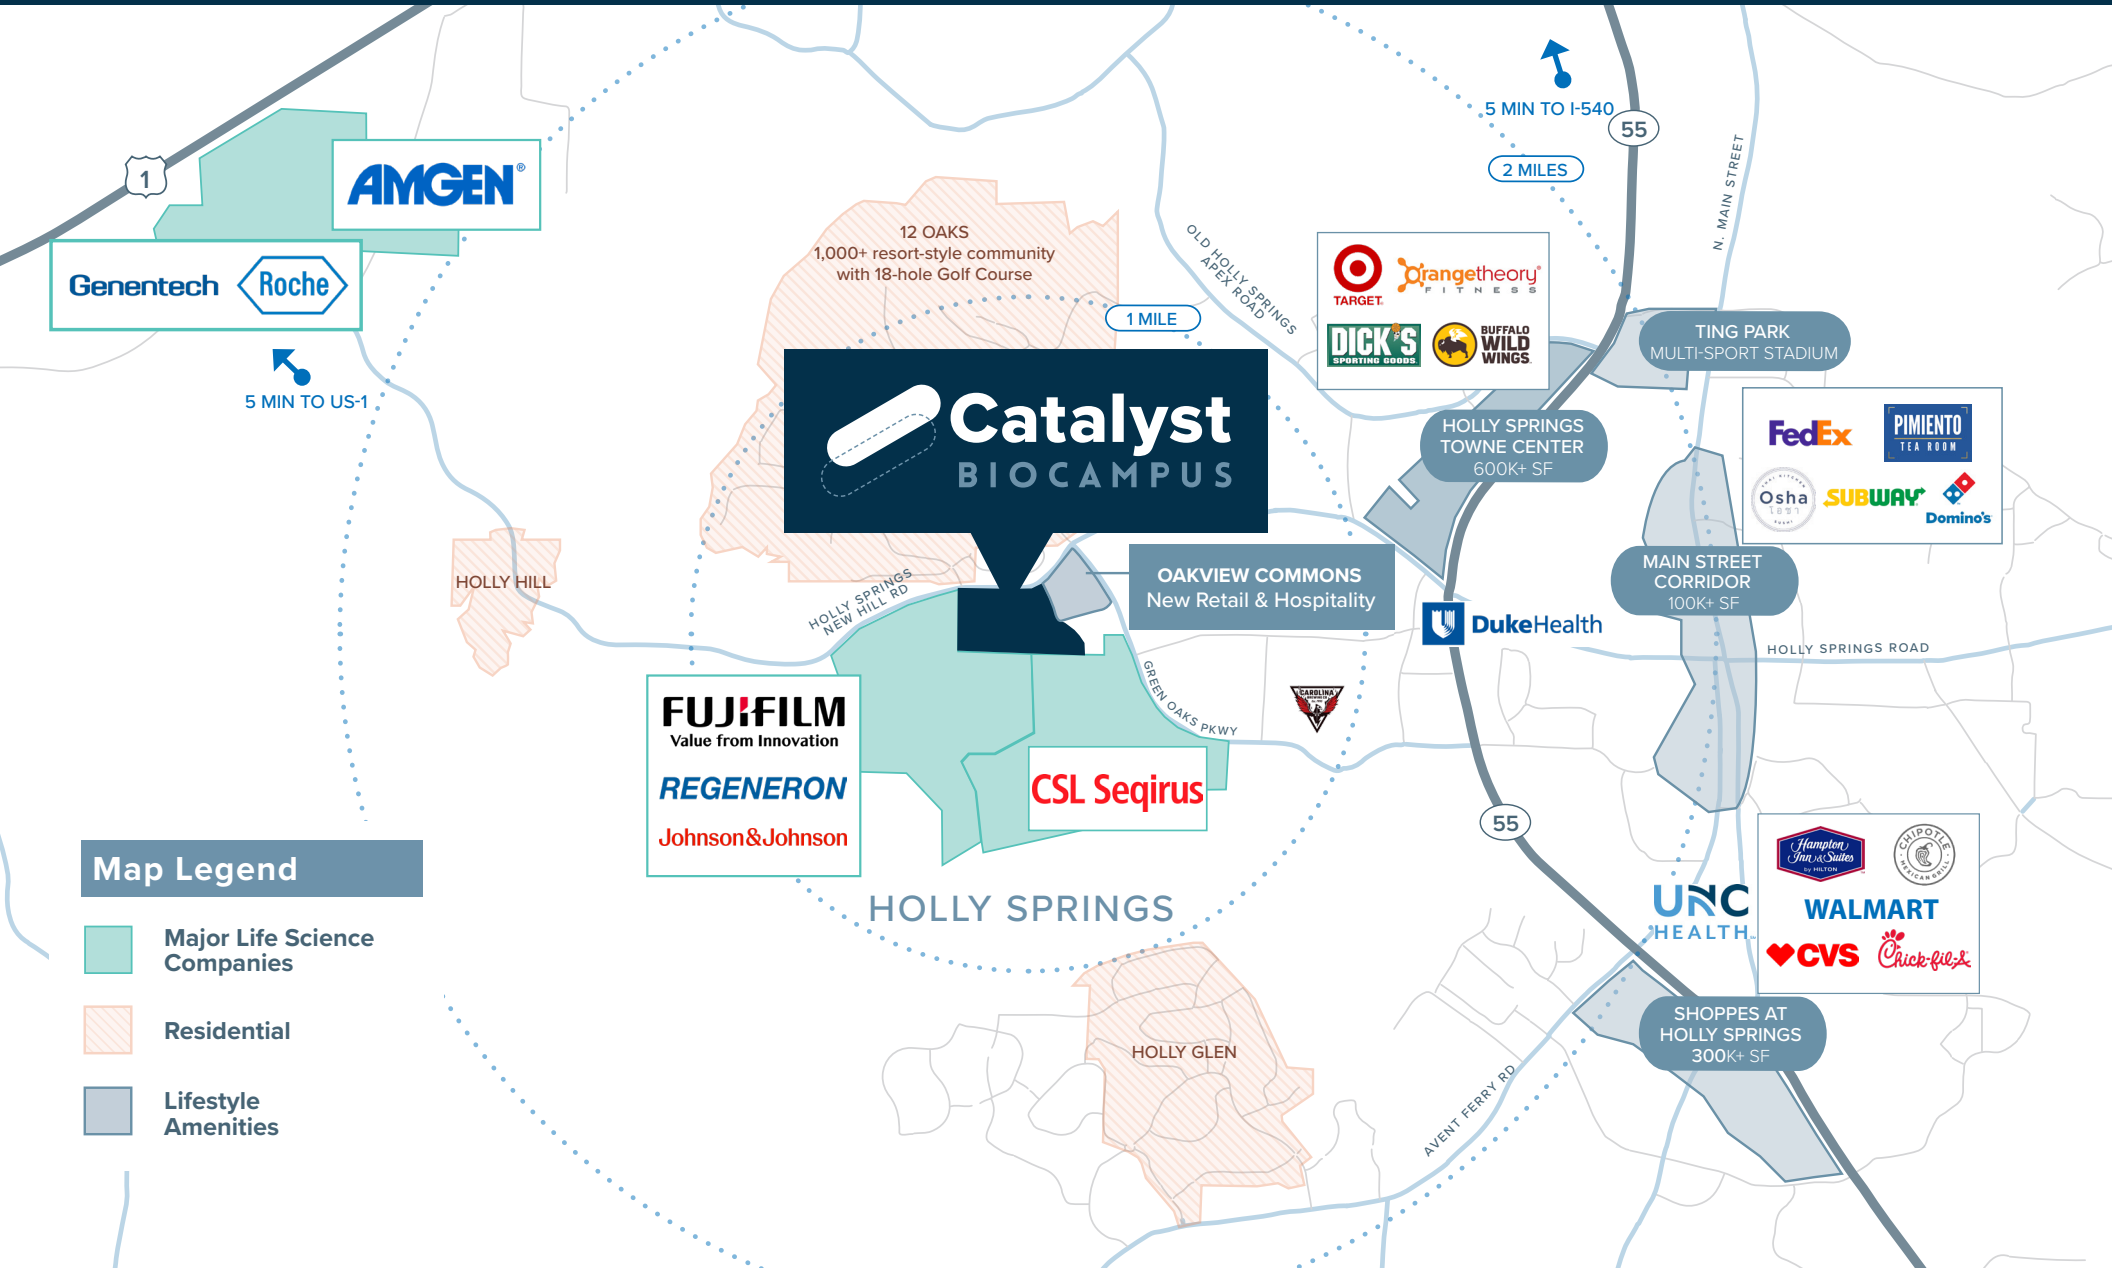 5 MIN TO I-540
55
2 MILES
N. MAIN STREET
1
AMGEN®
Genentech
Roche
5 MIN TO US-1
12 OAKS
1,000+ resort-style community
with 18-hole Golf Course
1 MILE
OLD HOLLY SPRINGS
APEX ROAD
TARGET
Orangetheory®
FITNESS
DICK'S
SPORTING GOODS
BUFFALO
WILD
WINGS
TING PARK
MULTI-SPORT STADIUM
Catalyst
BIOCAMPUS
HOLLY SPRINGS
TOWNE CENTER
600K+ SF
FedEx
PIMIENTO
TEA ROOM
Osha
SUBWAY
Domino's
HOLLY HILL
HOLLY SPRINGS
NEW HILL RD
OAKVIEW COMMONS
New Retail & Hospitality
MAIN STREET
CORRIDOR
100K+ SF
DukeHealth
HOLLY SPRINGS ROAD
GREEN OAKS PKWY
CAROLINA
FUJIFILM
Value from Innovation
REGENERON
Johnson&Johnson
CSL Seqirus
55
HOLLY SPRINGS
Hampton
Inn & Suites
by HILTON
CHIPOTLE
MEXICAN GRILL
WALMART
CVS
Chick-fil-A
UNC
HEALTH
SHOPPES AT
HOLLY SPRINGS
300K+ SF
HOLLY GLEN
AVENT FERRY RD
Map Legend
Major Life Science
Companies
Residential
Lifestyle
Amenities